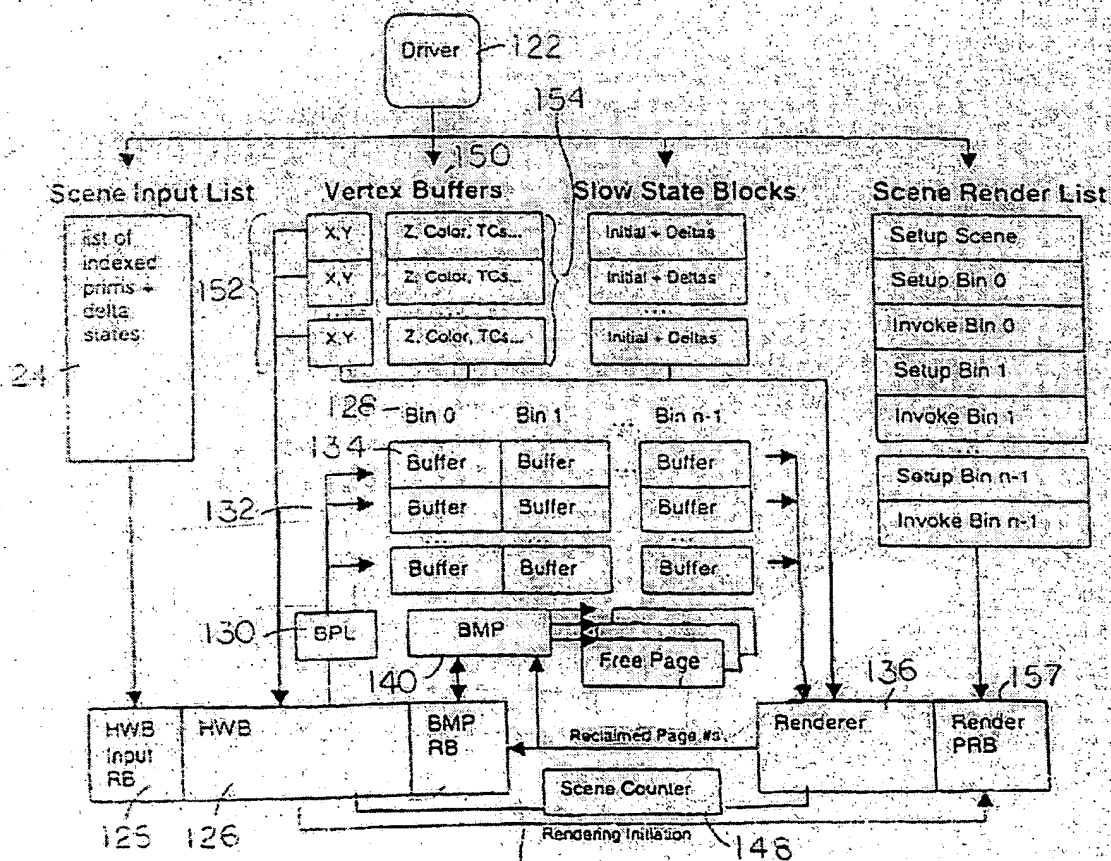 Driver
122
154
150
Scene Input List
Vertex Buffers
Slow State Blocks
Scene Render List
list of
indexed
prims +
delta
states
124
152
X,Y
Z, Color, TCs...
Initial + Deltas
X,Y
Z, Color, TCs...
Initial + Deltas
....
....
....
X,Y
Z, Color, TCs...
Initial + Deltas
Setup Scene
Setup Bin 0
Invoke Bin 0
Setup Bin 1
Invoke Bin 1
....
Setup Bin n-1
Invoke Bin n-1
128
Bin 0
Bin 1
....
Bin n-1
134
Buffer
Buffer
....
Buffer
132
Buffer
Buffer
Buffer
....
....
....
Buffer
Buffer
Buffer
130
BPL
BMP
Free Page
140
136
157
HWB
Input
RB
HWB
BMP
RB
Reclaimed Page #s
Renderer
Render
PRB
Scene Counter
125
126
Rendering Initiation
148